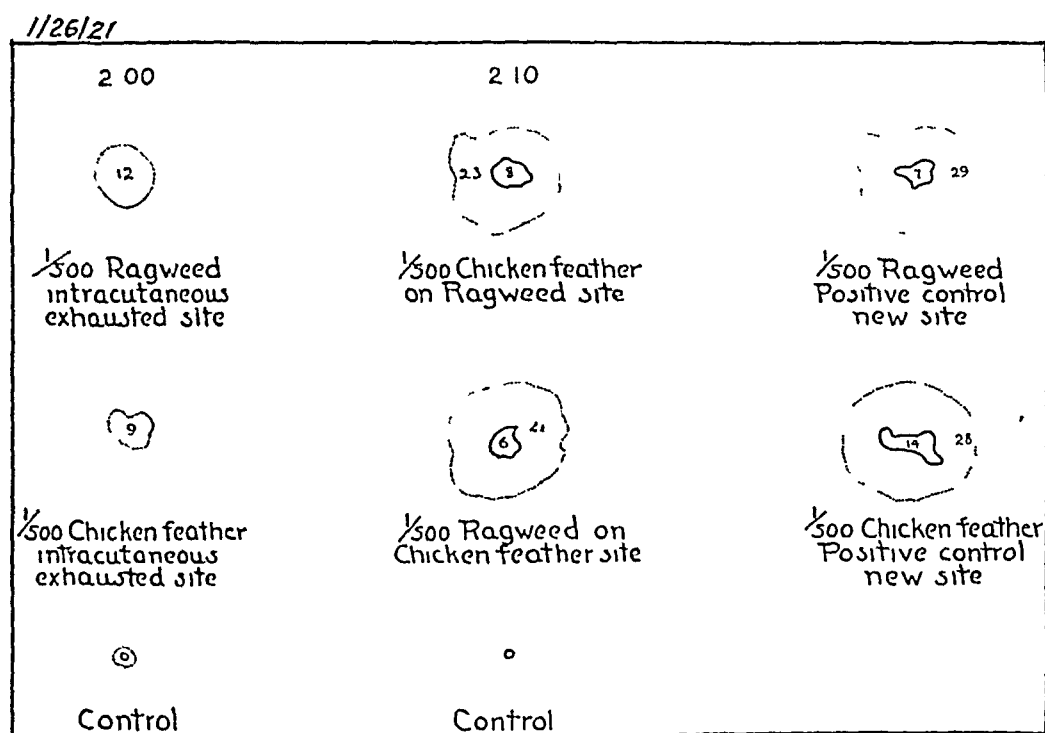 1/26/21
2 00
2 10
12
23 8
7 29
1/500 Ragweed
intracutaneous
exhausted site
1/500 Chicken feather
on Ragweed site
1/500 Ragweed
Positive control
new site
9
6
14 28
1/500 Chicken feather
intracutaneous
exhausted site
1/500 Ragweed on
Chicken feather site
1/500 Chicken feather
Positive control
new site
0
Control
Control